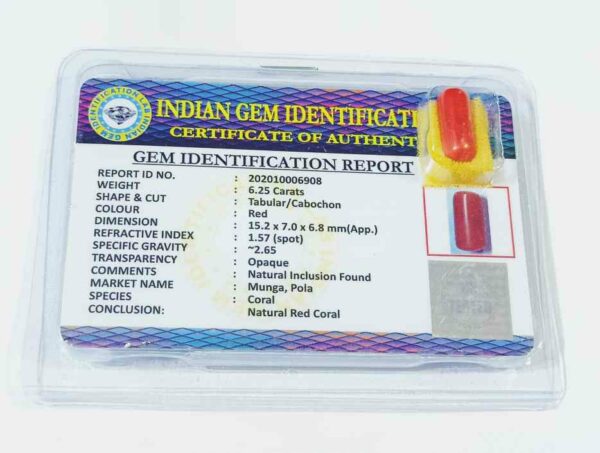 INDIAN GEM IDENTIFICATI
CERTIFICATE OF AUTHENT
GEM IDENTIFICATION REPORT
REPORT ID NO. : 202010006908
WEIGHT : 6.25 Carats
SHAPE & CUT : Tabular/Cabochon
COLOUR : Red
DIMENSION : 15.2 x 7.0 x 6.8 mm(App.)
REFRACTIVE INDEX : 1.57 (spot)
SPECIFIC GRAVITY : ~2.65
TRANSPARENCY : Opaque
COMMENTS : Natural Inclusion Found
MARKET NAME : Munga, Pola
SPECIES : Coral
CONCLUSION: Natural Red Coral